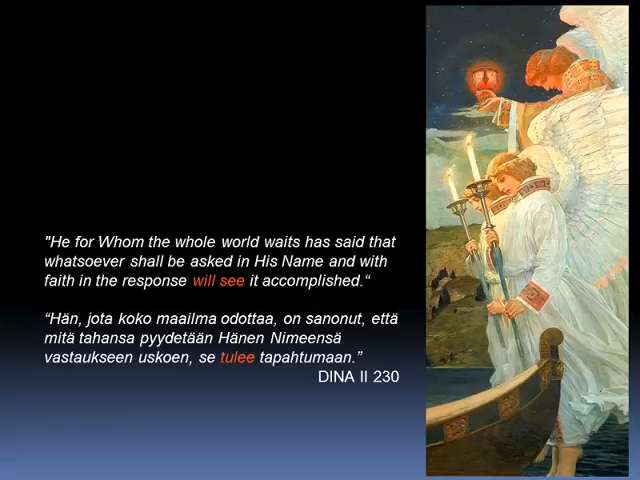 "He for Whom the whole world waits has said that
whatsoever shall be asked in His Name and with
faith in the response will see it accomplished.“
“Hän, jota koko maailma odottaa, on sanonut, että
mitä tahansa pyydetään Hänen Nimeensä
vastaukseen uskoen, se tulee tapahtumaan.”
DINA II 230